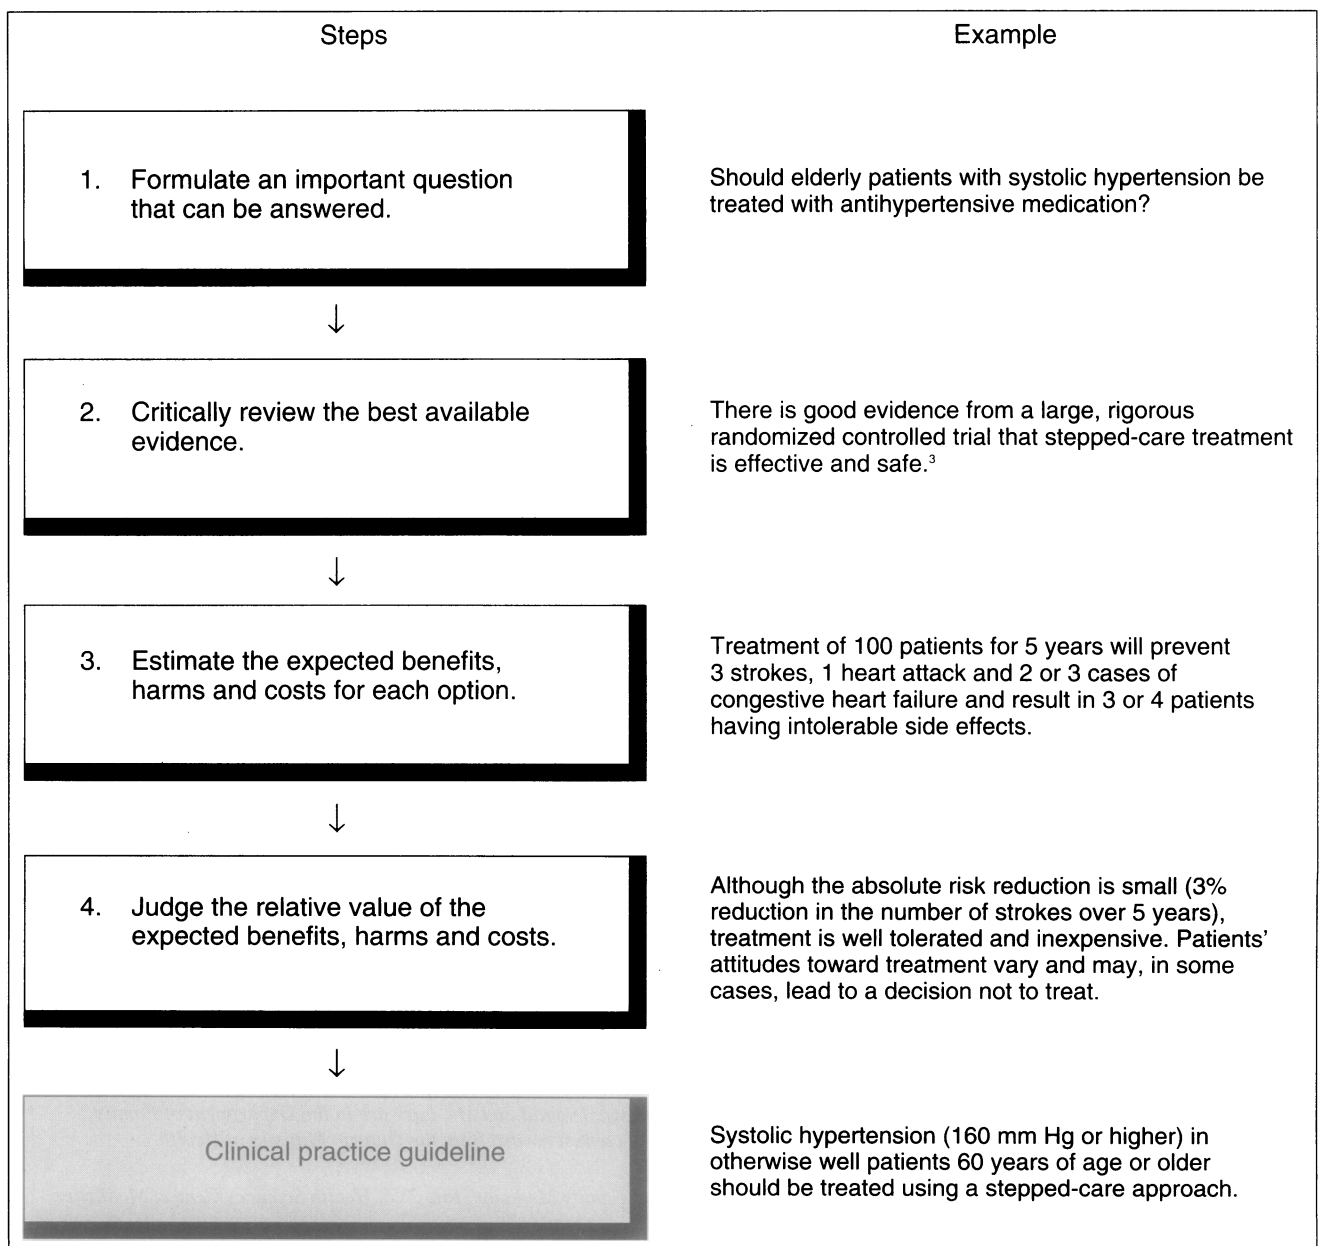 Steps
Example
1. Formulate an important question
that can be answered.
Should elderly patients with systolic hypertension be
treated with antihypertensive medication?
↓
2. Critically review the best available
evidence.
There is good evidence from a large, rigorous
randomized controlled trial that stepped-care treatment
is effective and safe.³
↓
3. Estimate the expected benefits,
harms and costs for each option.
Treatment of 100 patients for 5 years will prevent
3 strokes, 1 heart attack and 2 or 3 cases of
congestive heart failure and result in 3 or 4 patients
having intolerable side effects.
↓
4. Judge the relative value of the
expected benefits, harms and costs.
Although the absolute risk reduction is small (3%
reduction in the number of strokes over 5 years),
treatment is well tolerated and inexpensive. Patients’
attitudes toward treatment vary and may, in some
cases, lead to a decision not to treat.
↓
Clinical practice guideline
Systolic hypertension (160 mm Hg or higher) in
otherwise well patients 60 years of age or older
should be treated using a stepped-care approach.